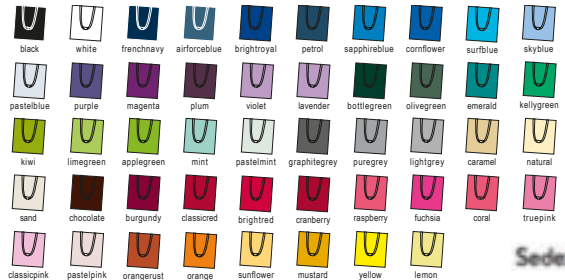 black white frenchnavy airforceblue brightroyal petrol sapphireblue cornflower surfblue skyblue
pastelblue purple magenta plum violet lavender bottlegreen olivegreen emerald kellygreen
kiwi limegreen applegreen mint pastelmint graphitegrey puregrey lightgrey caramel natural
sand chocolate burgundy classicred brightred cranberry raspberry fuchsia coral truepink
classicpink pastelpink orangerust orange sunflower mustard yellow lemon
Sede